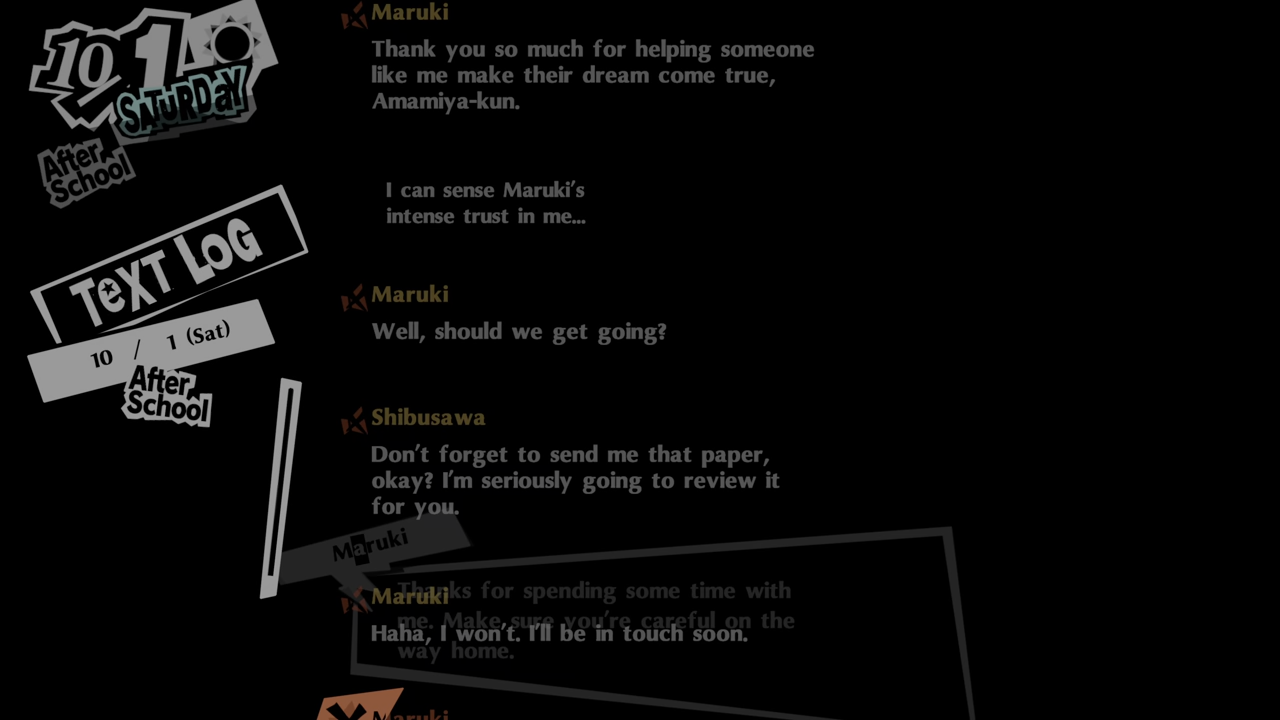 10/1
SATURDAY
After
School
TeXT LoG
10 / 1 (Sat)
After
School
Maruki
Thank you so much for helping someone
like me make their dream come true,
Amamiya-kun.
I can sense Maruki's
intense trust in me...
Maruki
Well, should we get going?
Shibusawa
Don't forget to send me that paper,
okay? I'm seriously going to review it
for you.
Maruki
Thanks for spending some time with
me. Make sure you're careful on the
way home.
Maruki
Haha, I won't. I'll be in touch soon.
Maruki